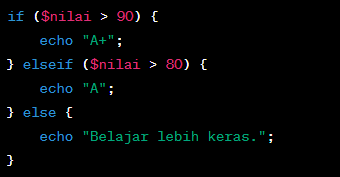 if ($nilai > 90) {
    echo "A+";
} elseif ($nilai > 80) {
    echo "A";
} else {
    echo "Belajar lebih keras.";
}